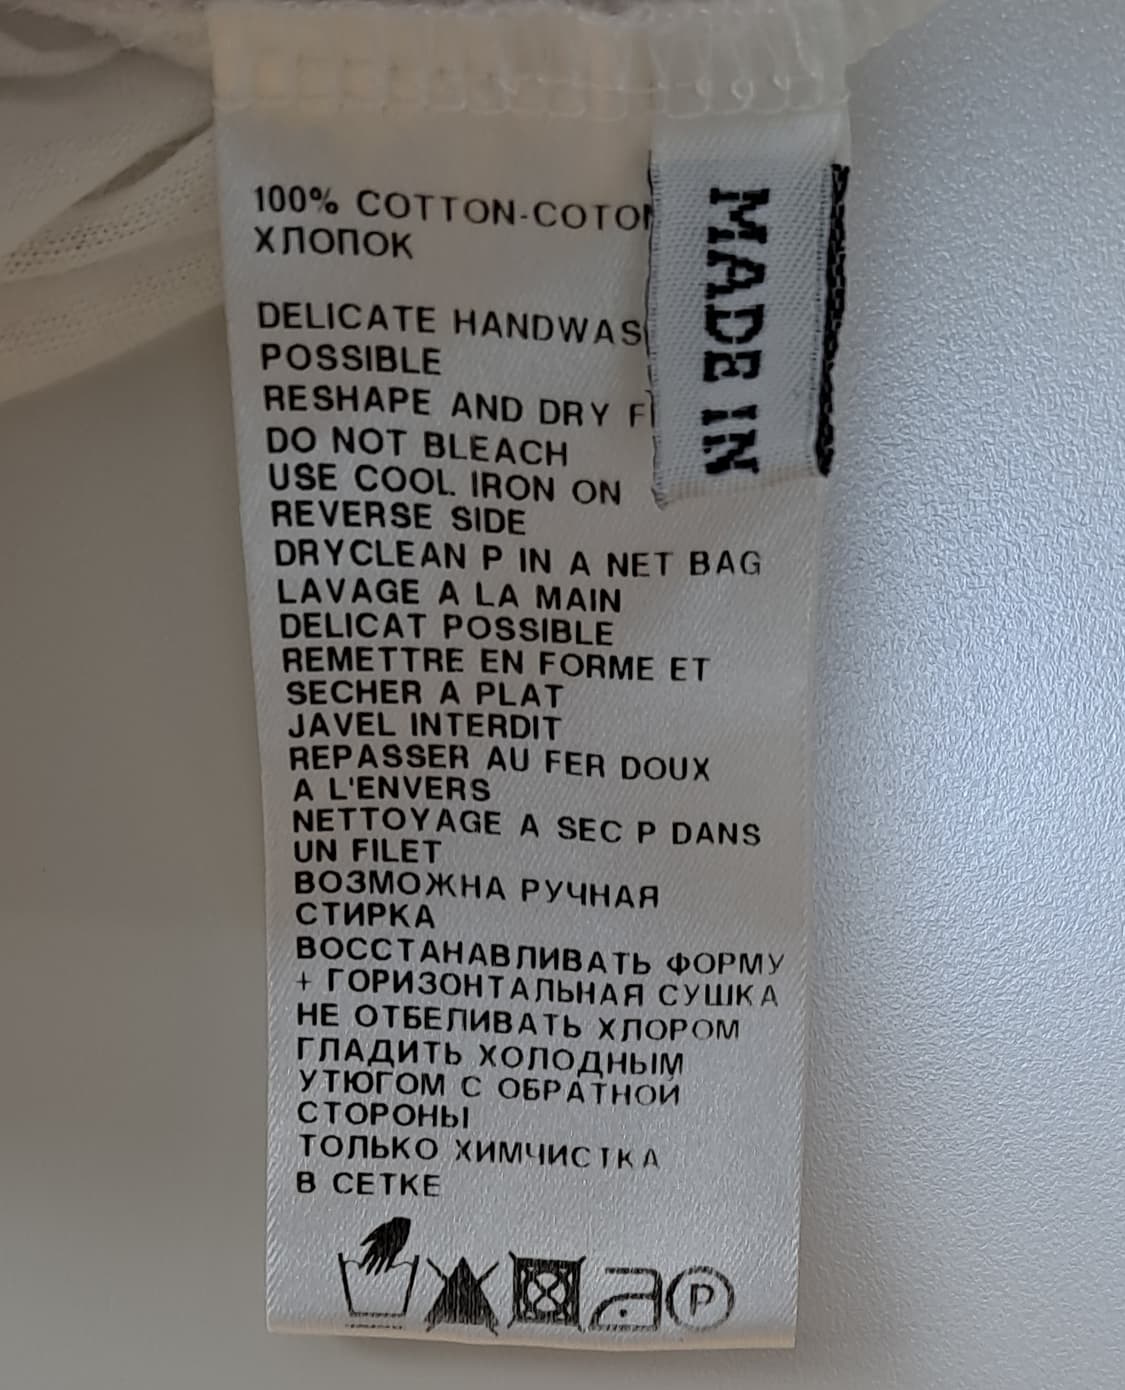 100% COTTON-COTON
ХЛОПОК
DELICATE HANDWAS
POSSIBLE
RESHAPE AND DRY
DO NOT BLEACH
USE COOL IRON ON
REVERSE SIDE
DRYCLEAN P IN A NET BAG
LAVAGE A LA MAIN
DELICAT POSSIBLE
REMETTRE EN FORME ET
SECHER A PLAT
JAVEL INTERDIT
REPASSER AU FER DOUX
A L'ENVERS
NETTOYAGE A SEC P DANS
UN FILET
ВОЗМОЖНА РУЧНАЯ
СТИРКА
ВОССТАНАВЛИВАТЬ ФОРМУ
+ ГОРИЗОНТАЛЬНАЯ СУШКА
НЕ ОТБЕЛИВАТЬ ХЛОРОМ
ГЛАДИТЬ ХОЛОДНЫМ
УТЮГОМ С ОБРАТНОЙ
СТОРОНЫ
ТОЛЬКО ХИМЧИСТКА
В СЕТКЕ
P
MADE IN